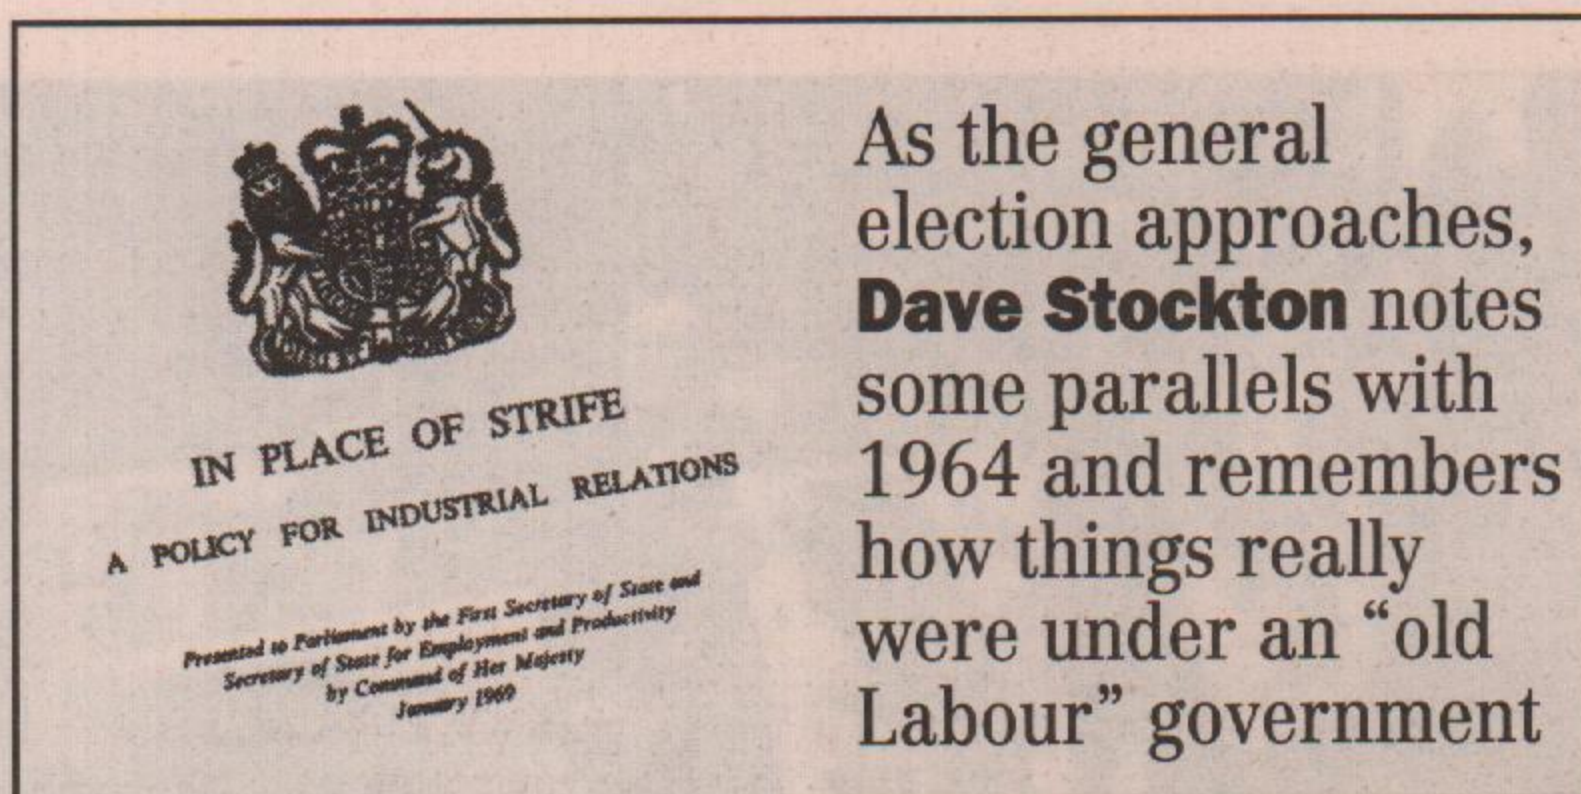 IN PLACE OF STRIFE
A POLICY FOR INDUSTRIAL RELATIONS
Presented to Parliament by the First Secretary of State and
Secretary of State for Employment and Productivity
by Command of Her Majesty
January 1969
As the general
election approaches,
Dave Stockton notes
some parallels with
1964 and remembers
how things really
were under an “old
Labour” government